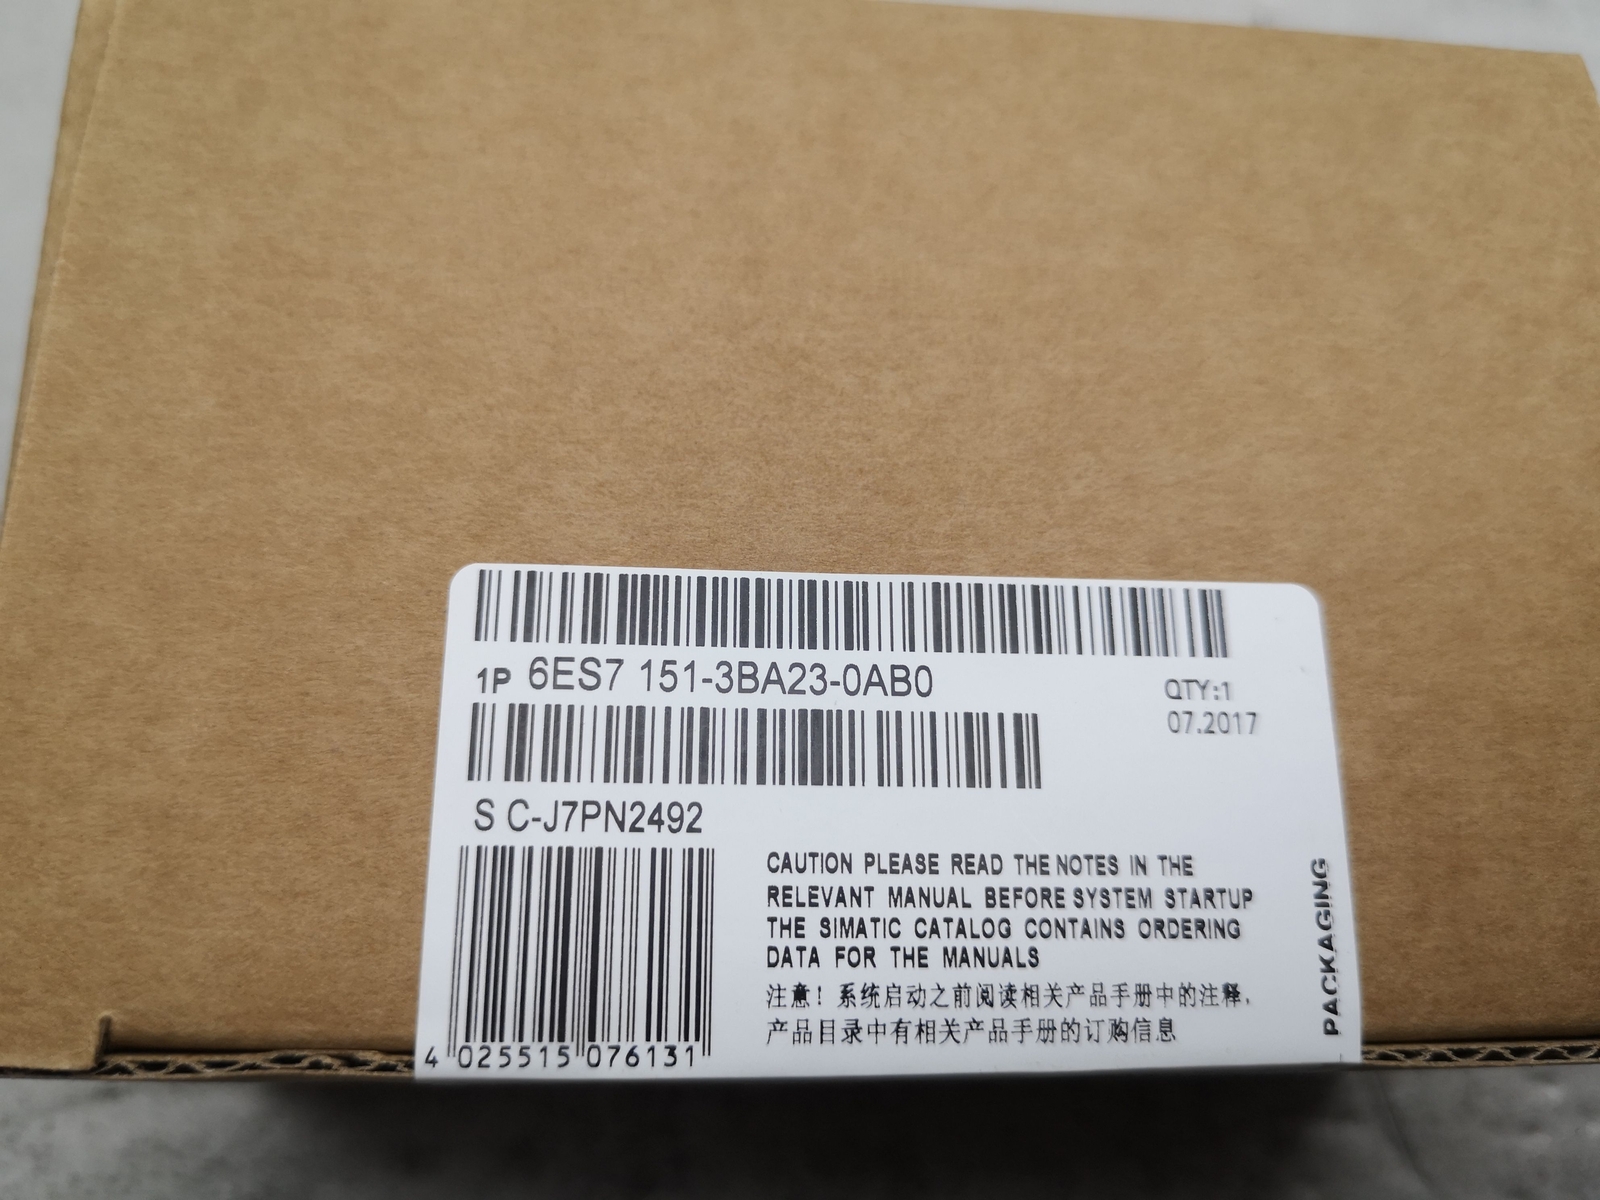 1P 6ES7 151-3BA23-0AB0
QTY:1
07.2017
S C-J7PN2492
CAUTION PLEASE READ THE NOTES IN THE
RELEVANT MANUAL BEFORE SYSTEM STARTUP
THE SIMATIC CATALOG CONTAINS ORDERING
DATA FOR THE MANUALS
注意！系统启动之前阅读相关产品手册中的注释，
产品目录中有相关产品手册的订购信息
PACKAGING
4 025515 076131